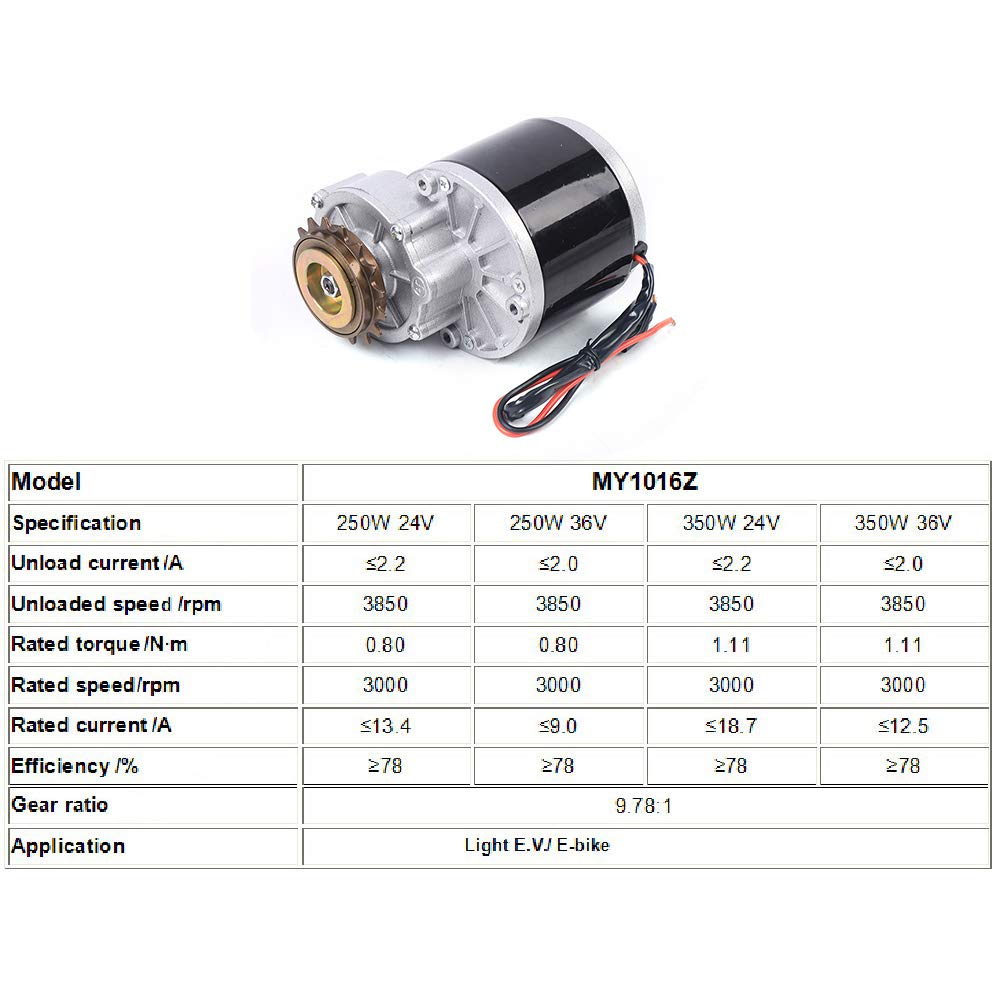 Model MY1016Z
Specification 250W 24V 250W 36V 350W 24V 350W 36V
Unload current /A ≤2.2 ≤2.0 ≤2.2 ≤2.0
Unloaded speed /rpm 3850 3850 3850 3850
Rated torque /N·m 0.80 0.80 1.11 1.11
Rated speed/rpm 3000 3000 3000 3000
Rated current /A ≤13.4 ≤9.0 ≤18.7 ≤12.5
Efficiency /% ≥78 ≥78 ≥78 ≥78
Gear ratio 9.78:1
Application Light E.V./ E-bike